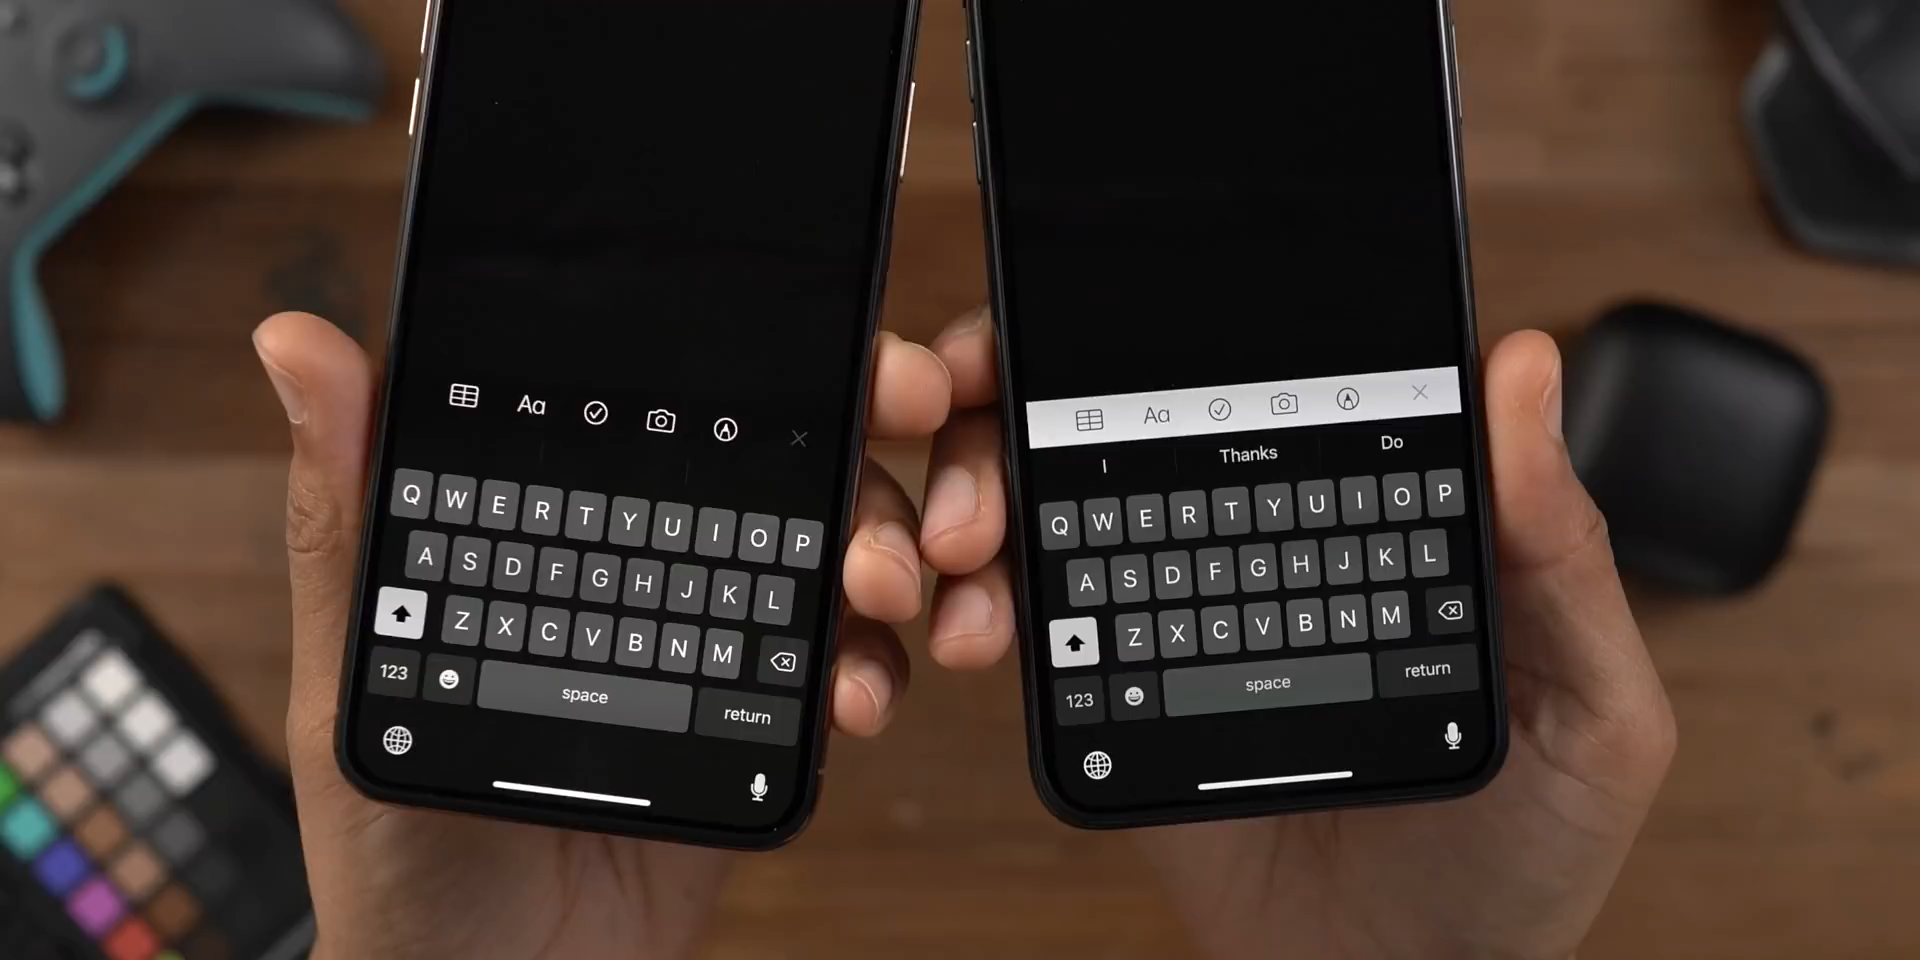 Aa
Q W E R T Y U I O P
A S D F G H J K L
Z X C V B N M
123 space return
Aa
I Thanks Do
Q W E R T Y U I O P
A S D F G H J K L
Z X C V B N M
123 space return